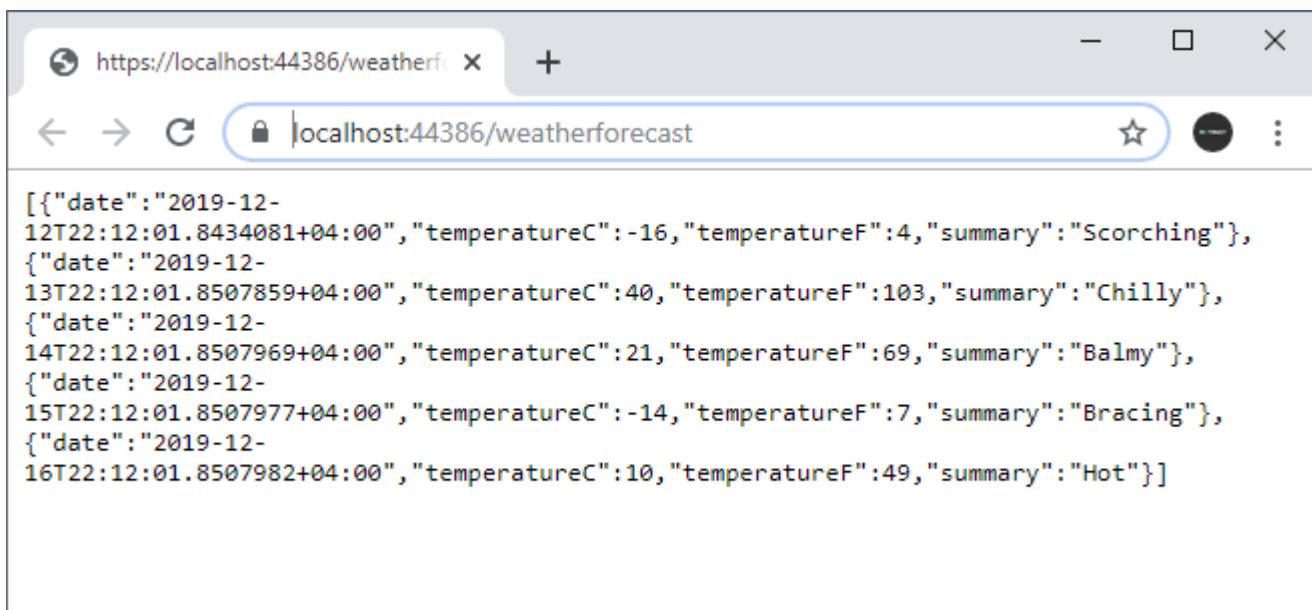 https://localhost:44386/weatherf
localhost:44386/weatherforecast
[{"date":"2019-12-
12T22:12:01.8434081+04:00","temperatureC":-16,"temperatureF":4,"summary":"Scorching"},
{"date":"2019-12-
13T22:12:01.8507859+04:00","temperatureC":40,"temperatureF":103,"summary":"Chilly"},
{"date":"2019-12-
14T22:12:01.8507969+04:00","temperatureC":21,"temperatureF":69,"summary":"Balmy"},
{"date":"2019-12-
15T22:12:01.8507977+04:00","temperatureC":-14,"temperatureF":7,"summary":"Bracing"},
{"date":"2019-12-
16T22:12:01.8507982+04:00","temperatureC":10,"temperatureF":49,"summary":"Hot"}]